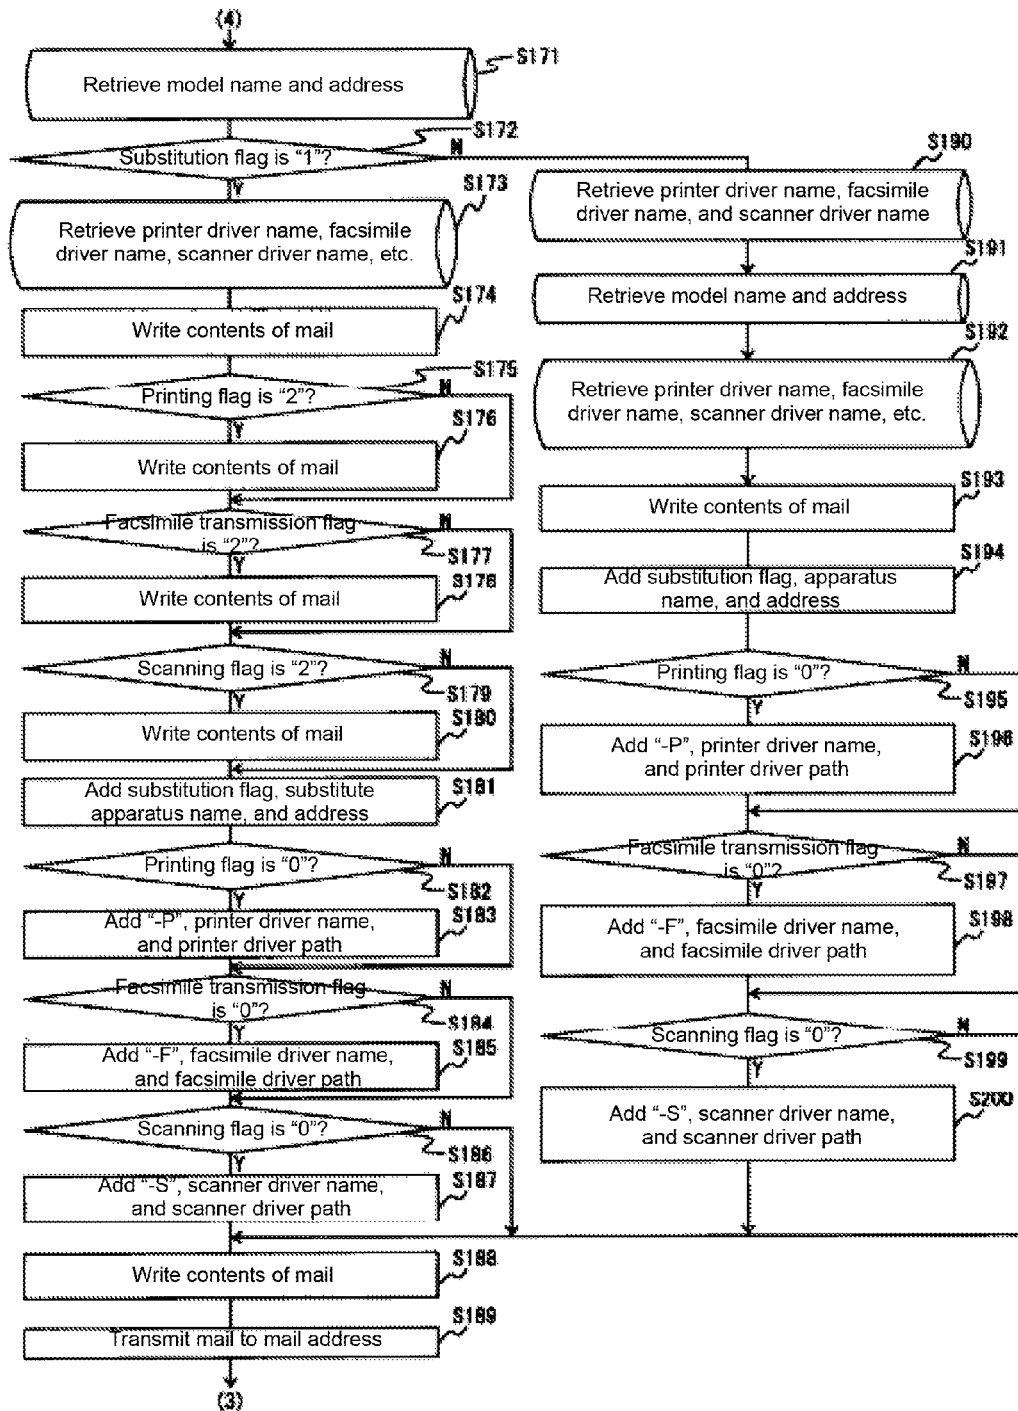 (4)
S171
Retrieve model name and address
S172
Substitution flag is “1”?
N
Y
S173
Retrieve printer driver name, facsimile
driver name, scanner driver name, etc.
S174
Write contents of mail
S175
Printing flag is “2”?
N
Y
S176
Write contents of mail
Facsimile transmission flag
is “2”?
N
S177
Y
S178
Write contents of mail
Scanning flag is “2”?
N
S179
Y
S180
Write contents of mail
S181
Add substitution flag, substitute
apparatus name, and address
Printing flag is “0”?
N
S182
Y
S183
Add “-P”, printer driver name,
and printer driver path
Facsimile transmission flag
is “0”?
N
S184
Y
S185
Add “-F”, facsimile driver name,
and facsimile driver path
Scanning flag is “0”?
N
S186
Y
S187
Add “-S”, scanner driver name,
and scanner driver path
S188
Write contents of mail
S189
Transmit mail to mail address
(3)
S190
Retrieve printer driver name, facsimile
driver name, and scanner driver name
S191
Retrieve model name and address
S192
Retrieve printer driver name, facsimile
driver name, scanner driver name, etc.
S193
Write contents of mail
S194
Add substitution flag, apparatus
name, and address
Printing flag is “0”?
N
S195
Y
S196
Add “-P”, printer driver name,
and printer driver path
Facsimile transmission flag
is “0”?
N
S197
Y
S198
Add “-F”, facsimile driver name,
and facsimile driver path
Scanning flag is “0”?
N
S199
Y
S200
Add “-S”, scanner driver name,
and scanner driver path